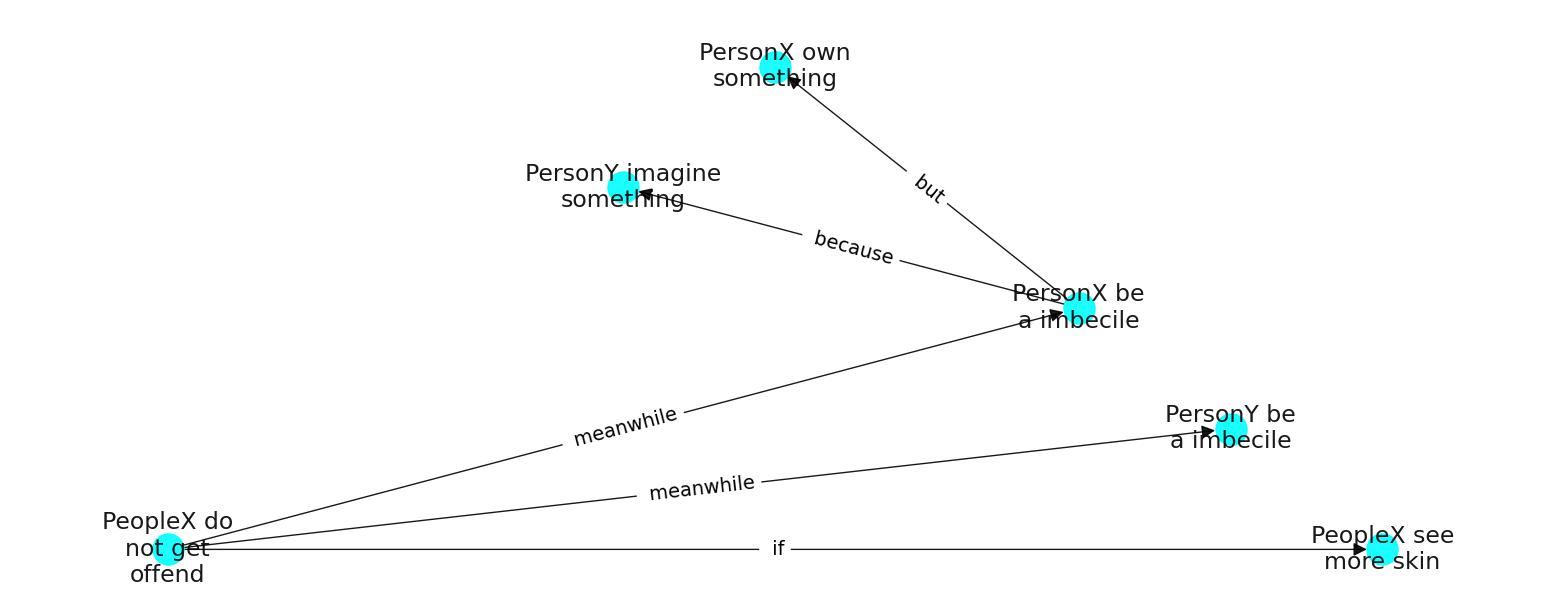 PersonX own
something
PersonY imagine
something
but
because
PersonX be
a imbecile
meanwhile
PersonY be
a imbecile
meanwhile
PeopleX do
not get
offend
if
PeopleX see
more skin